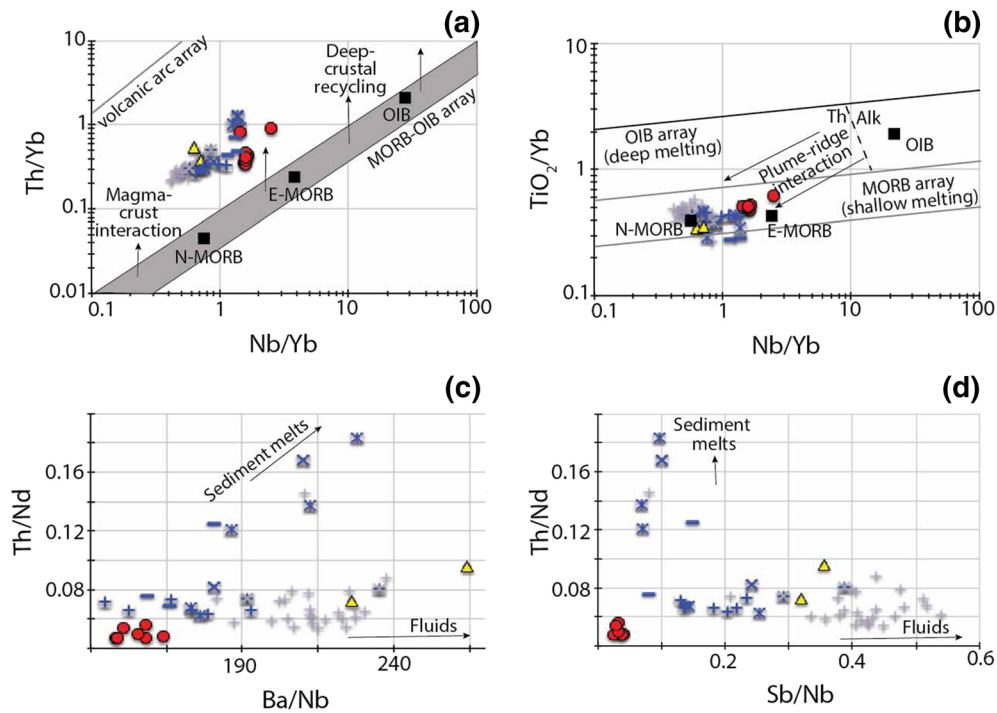 (a)
10
1
0.1
0.01
0.1
1
10
100
Th/Yb
Nb/Yb
volcanic arc array
Deep-
crustal
recycling
OIB
MORB-OIB array
E-MORB
Magma-
crust
interaction
N-MORB
(b)
10
1
0.1
0.1
1
10
100
TiO2/Yb
Nb/Yb
OIB array
(deep melting)
Th
Alk
OIB
Plume-ridge
interaction
MORB array
(shallow melting)
N-MORB
E-MORB
(c)
0.16
0.12
0.08
190
240
Th/Nd
Ba/Nb
Sediment melts
Fluids
(d)
0.16
0.12
0.08
0.2
0.4
0.6
Th/Nd
Sb/Nb
Sediment
melts
Fluids